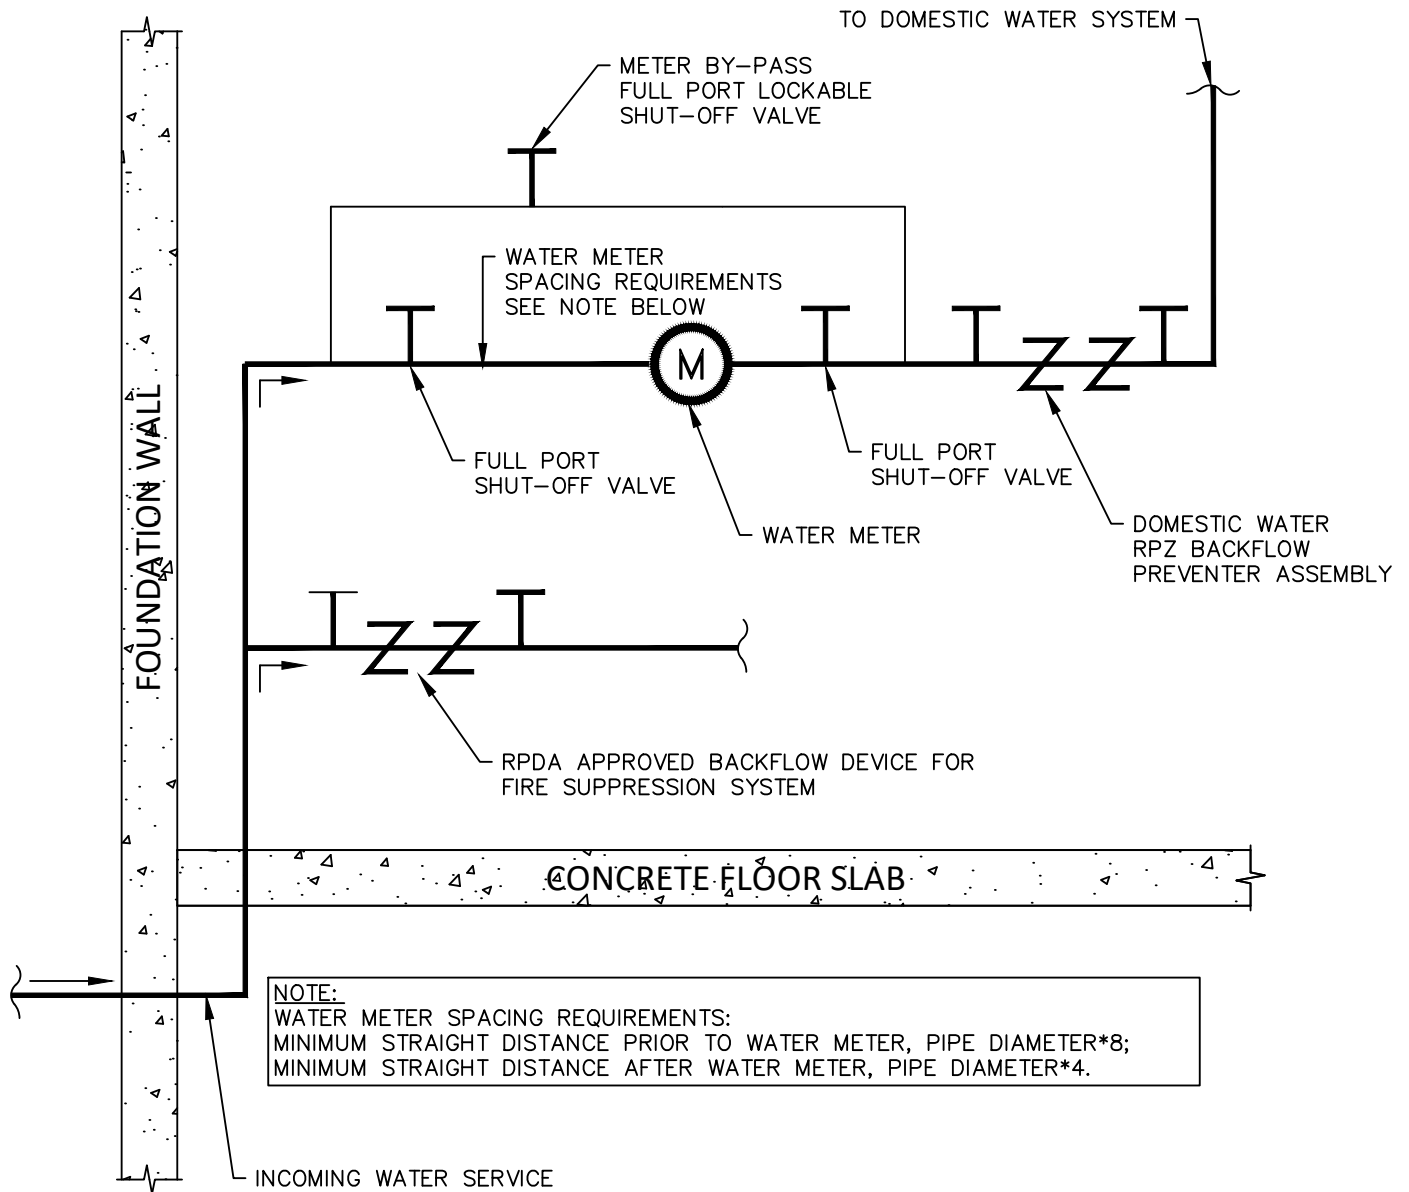 TO DOMESTIC WATER SYSTEM
METER BY-PASS
FULL PORT LOCKABLE
SHUT-OFF VALVE
WATER METER
SPACING REQUIREMENTS
SEE NOTE BELOW
M
FULL PORT
SHUT-OFF VALVE
FULL PORT
SHUT-OFF VALVE
WATER METER
DOMESTIC WATER
RPZ BACKFLOW
PREVENTER ASSEMBLY
FOUNDATION WALL
RPDA APPROVED BACKFLOW DEVICE FOR
FIRE SUPPRESSION SYSTEM
CONCRETE FLOOR SLAB
NOTE:
WATER METER SPACING REQUIREMENTS:
MINIMUM STRAIGHT DISTANCE PRIOR TO WATER METER, PIPE DIAMETER*8;
MINIMUM STRAIGHT DISTANCE AFTER WATER METER, PIPE DIAMETER*4.
INCOMING WATER SERVICE